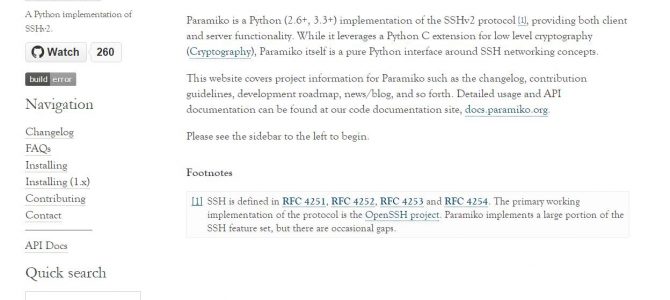 A Python implementation of
SSHv2.
Watch 260
build error
Navigation
Changelog
FAQs
Installing
Installing (1.x)
Contributing
Contact
API Docs
Quick search
Paramiko is a Python (2.6+, 3.3+) implementation of the SSHv2 protocol [1], providing both client
and server functionality. While it leverages a Python C extension for low level cryptography
(Cryptography), Paramiko itself is a pure Python interface around SSH networking concepts.
This website covers project information for Paramiko such as the changelog, contribution
guidelines, development roadmap, news/blog, and so forth. Detailed usage and API
documentation can be found at our code documentation site, docs.paramiko.org.
Please see the sidebar to the left to begin.
Footnotes
[1] SSH is defined in RFC 4251, RFC 4252, RFC 4253 and RFC 4254. The primary working
implementation of the protocol is the OpenSSH project. Paramiko implements a large portion of the
SSH feature set, but there are occasional gaps.